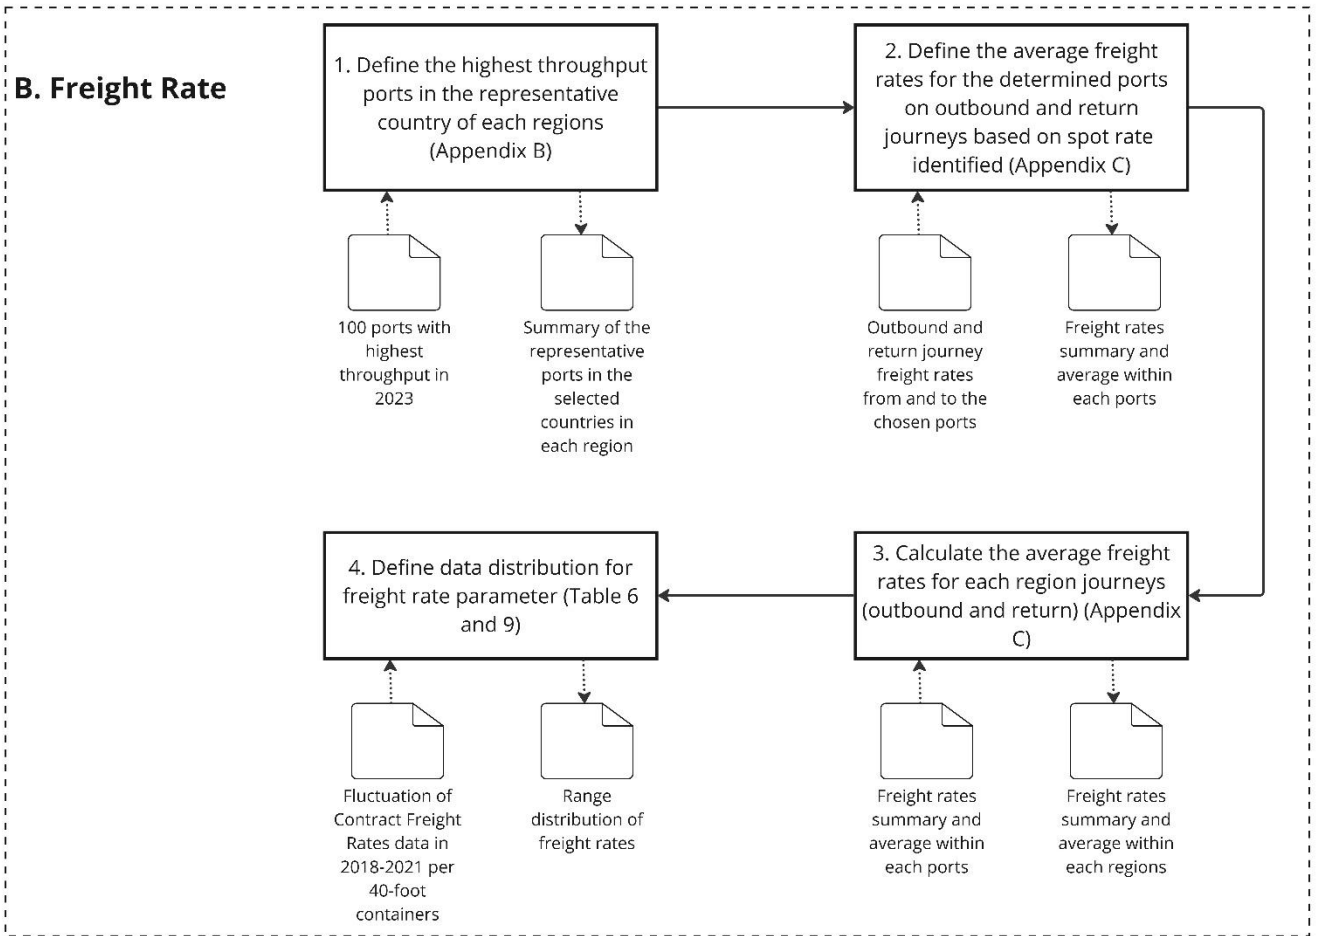 B. Freight Rate
1. Define the highest throughput
ports in the representative
country of each regions
(Appendix B)
2. Define the average freight
rates for the determined ports
on outbound and return
journeys based on spot rate
identified (Appendix C)
100 ports with
highest
throughput in
2023
Summary of the
representative
ports in the
selected
countries in
each region
Outbound and
return journey
freight rates
from and to the
chosen ports
Freight rates
summary and
average within
each ports
4. Define data distribution for
freight rate parameter (Table 6
and 9)
3. Calculate the average freight
rates for each region journeys
(outbound and return) (Appendix
C)
Fluctuation of
Contract Freight
Rates data in
2018-2021 per
40-foot
containers
Range
distribution of
freight rates
Freight rates
summary and
average within
each ports
Freight rates
summary and
average within
each regions